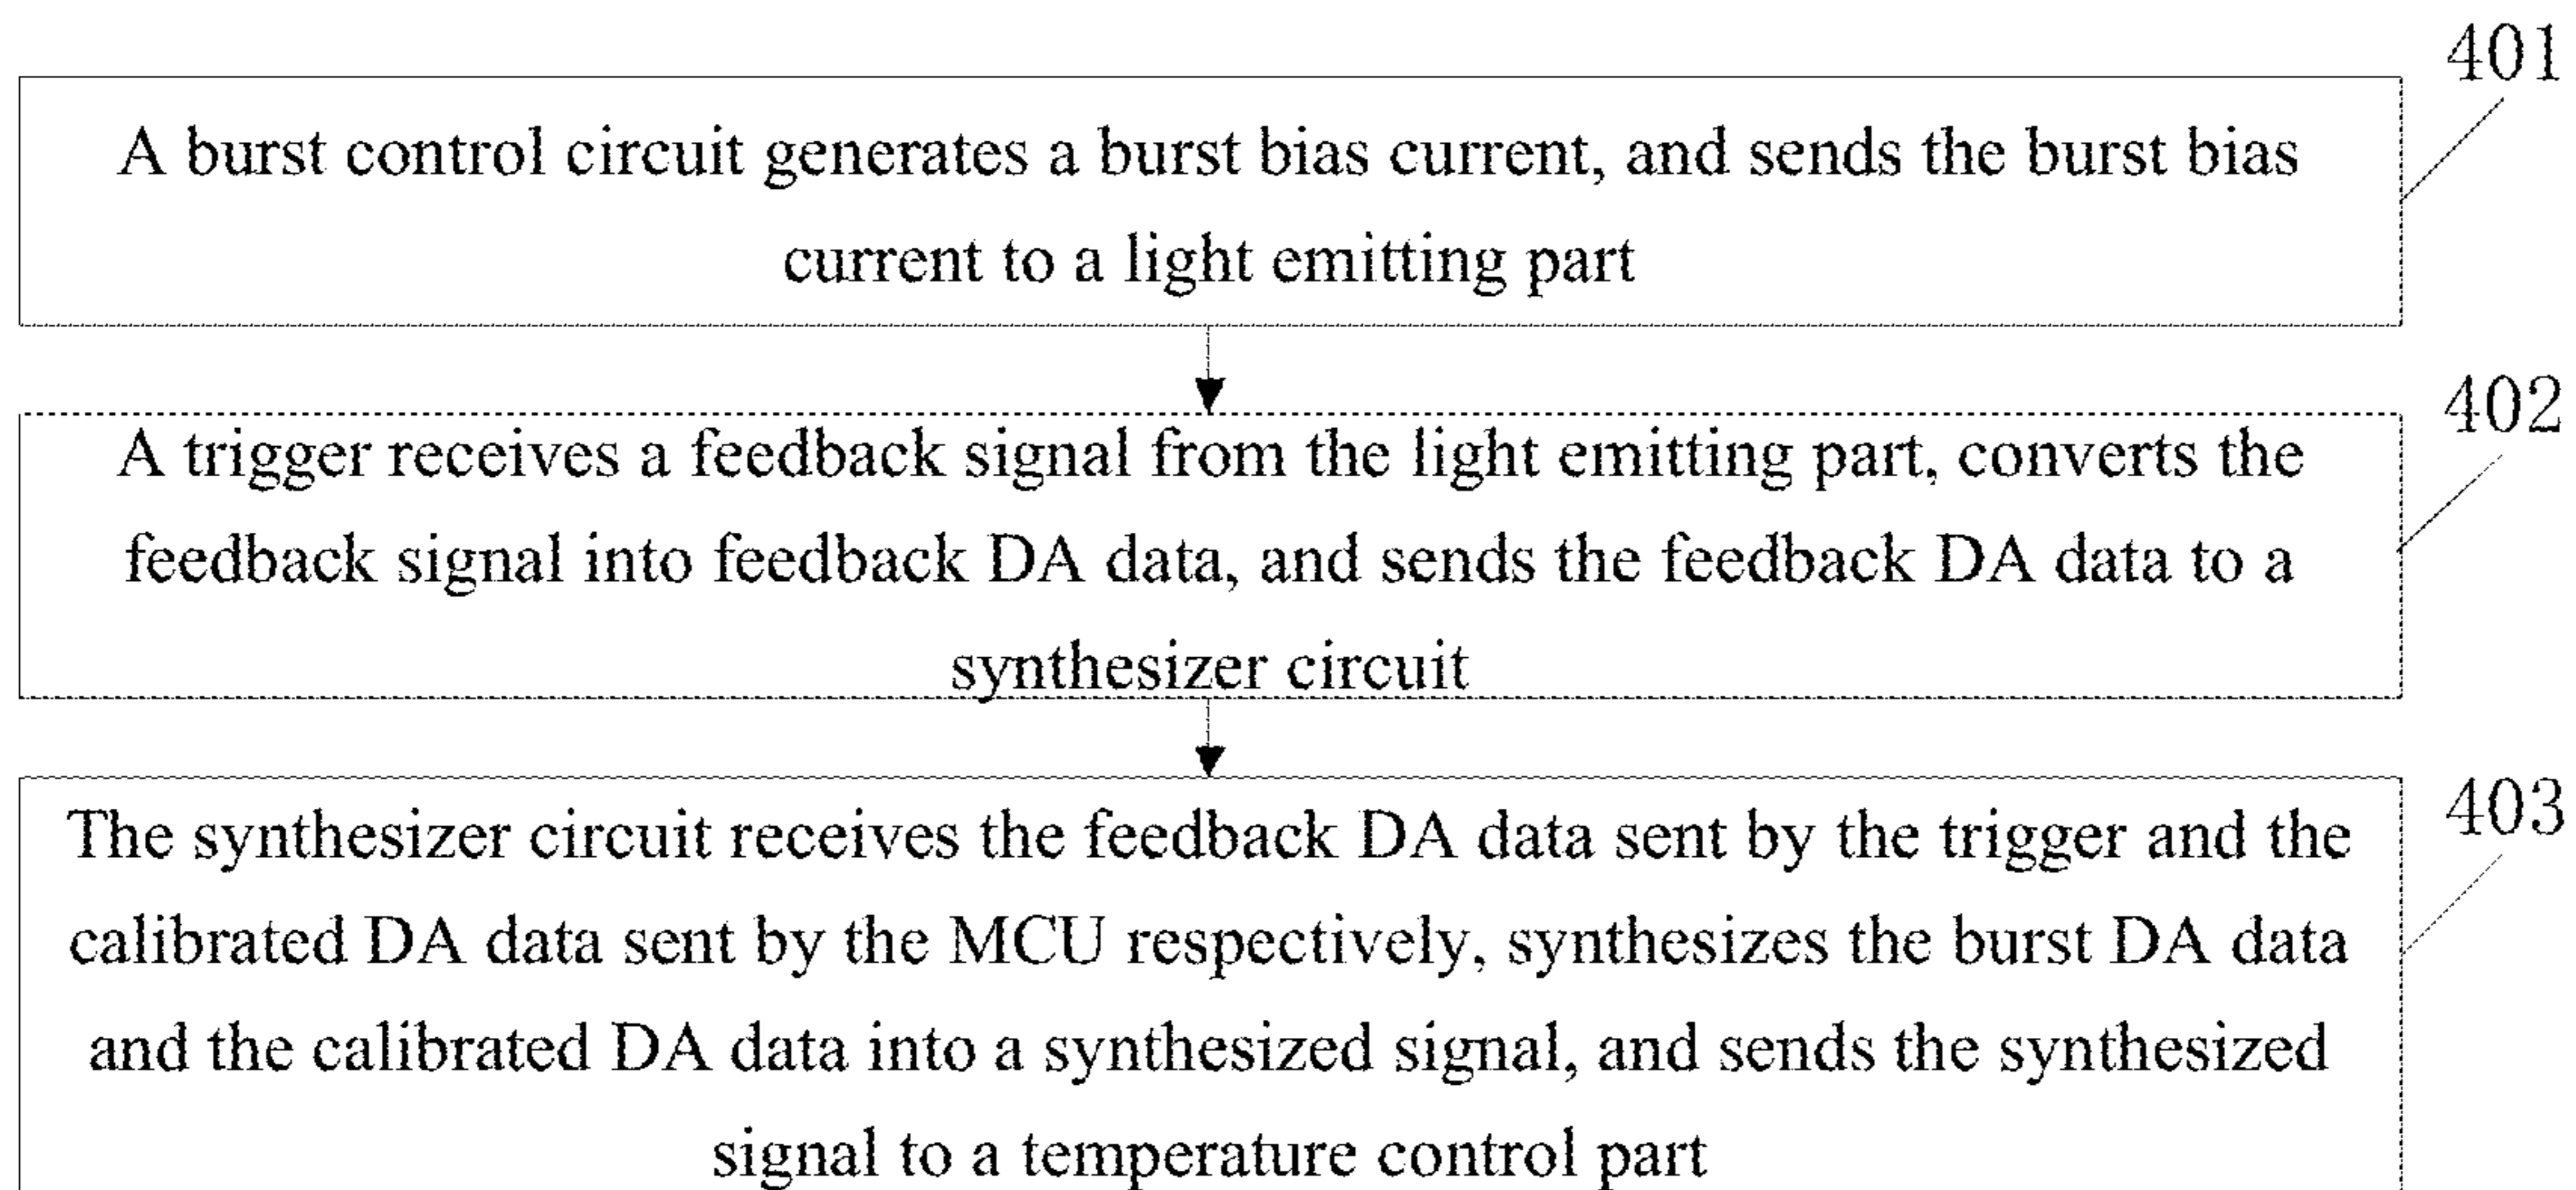 401
A burst control circuit generates a burst bias current, and sends the burst bias
current to a light emitting part
402
A trigger receives a feedback signal from the light emitting part, converts the
feedback signal into feedback DA data, and sends the feedback DA data to a
synthesizer circuit
403
The synthesizer circuit receives the feedback DA data sent by the trigger and the
calibrated DA data sent by the MCU respectively, synthesizes the burst DA data
and the calibrated DA data into a synthesized signal, and sends the synthesized
signal to a temperature control part